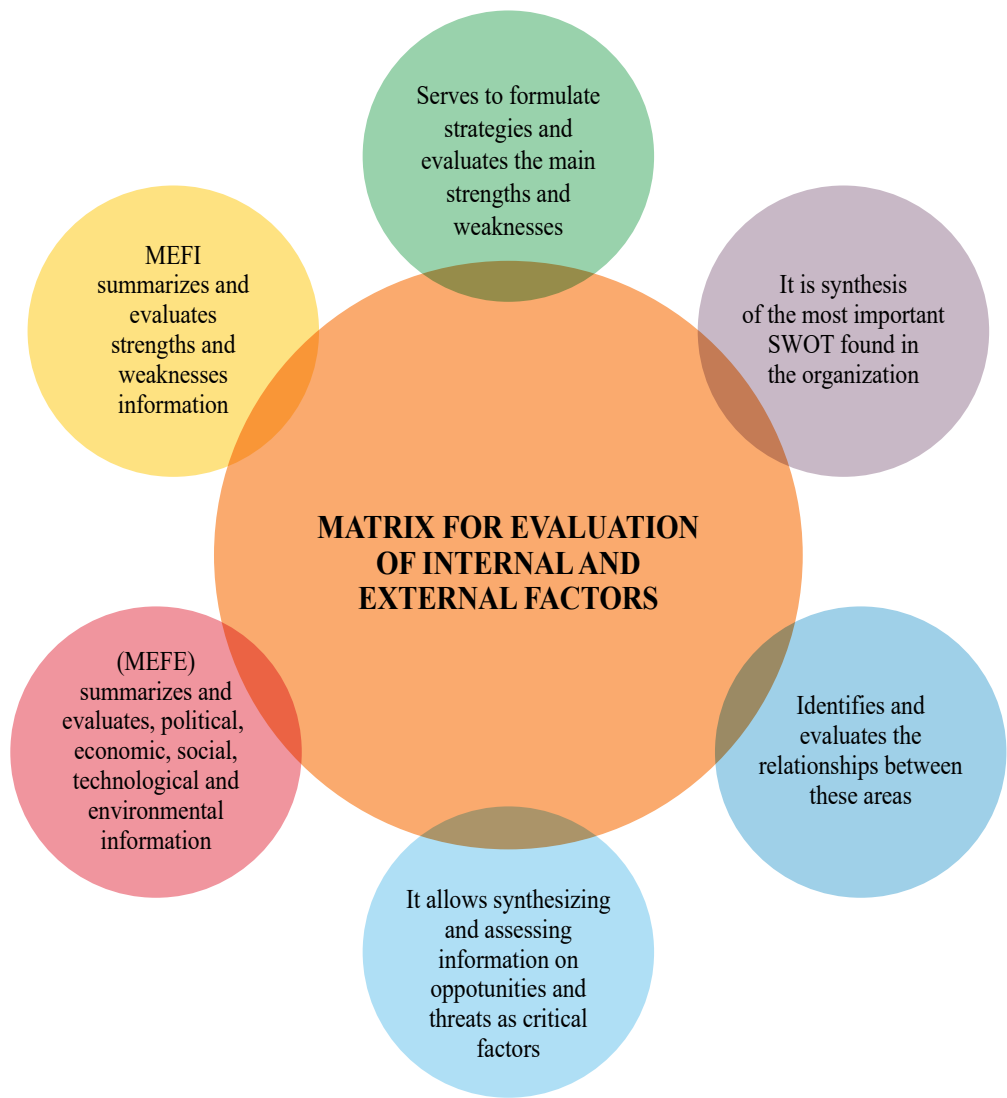 Serves to formulate
strategies and
evaluates the main
strengths and
weaknesses
MEFI
summarizes and
evaluates
strengths and
weaknesses
information
It is synthesis
of the most important
SWOT found in
the organization
MATRIX FOR EVALUATION
OF INTERNAL AND
EXTERNAL FACTORS
(MEFE)
summarizes and
evaluates, political,
economic, social,
technological and
environmental
information
Identifies and
evaluates the
relationships between
these areas
It allows synthesizing
and assessing
information on
oppotunities and
threats as critical
factors